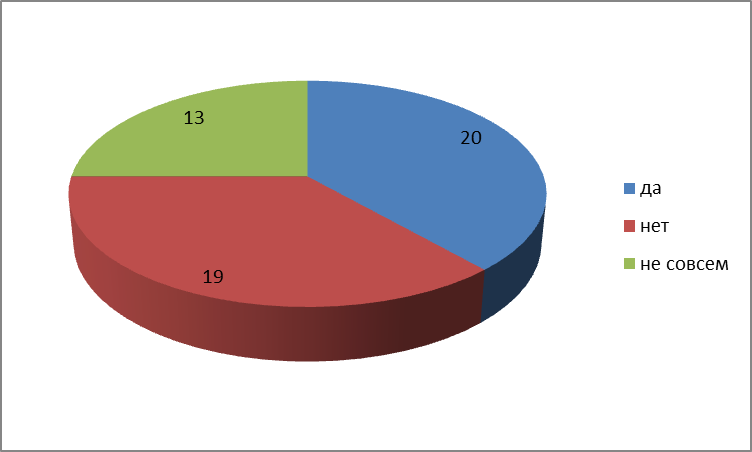 13
20
19
да
нет
не совсем